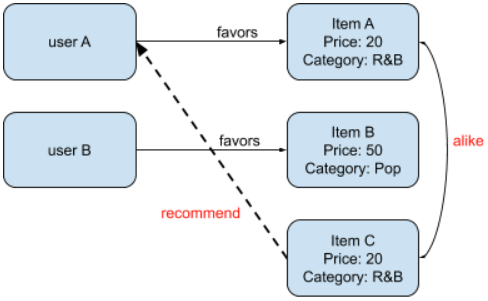 user A
favors
Item A
Price: 20
Category: R&B
alike
user B
favors
Item B
Price: 50
Category: Pop
recommend
Item C
Price: 20
Category: R&B